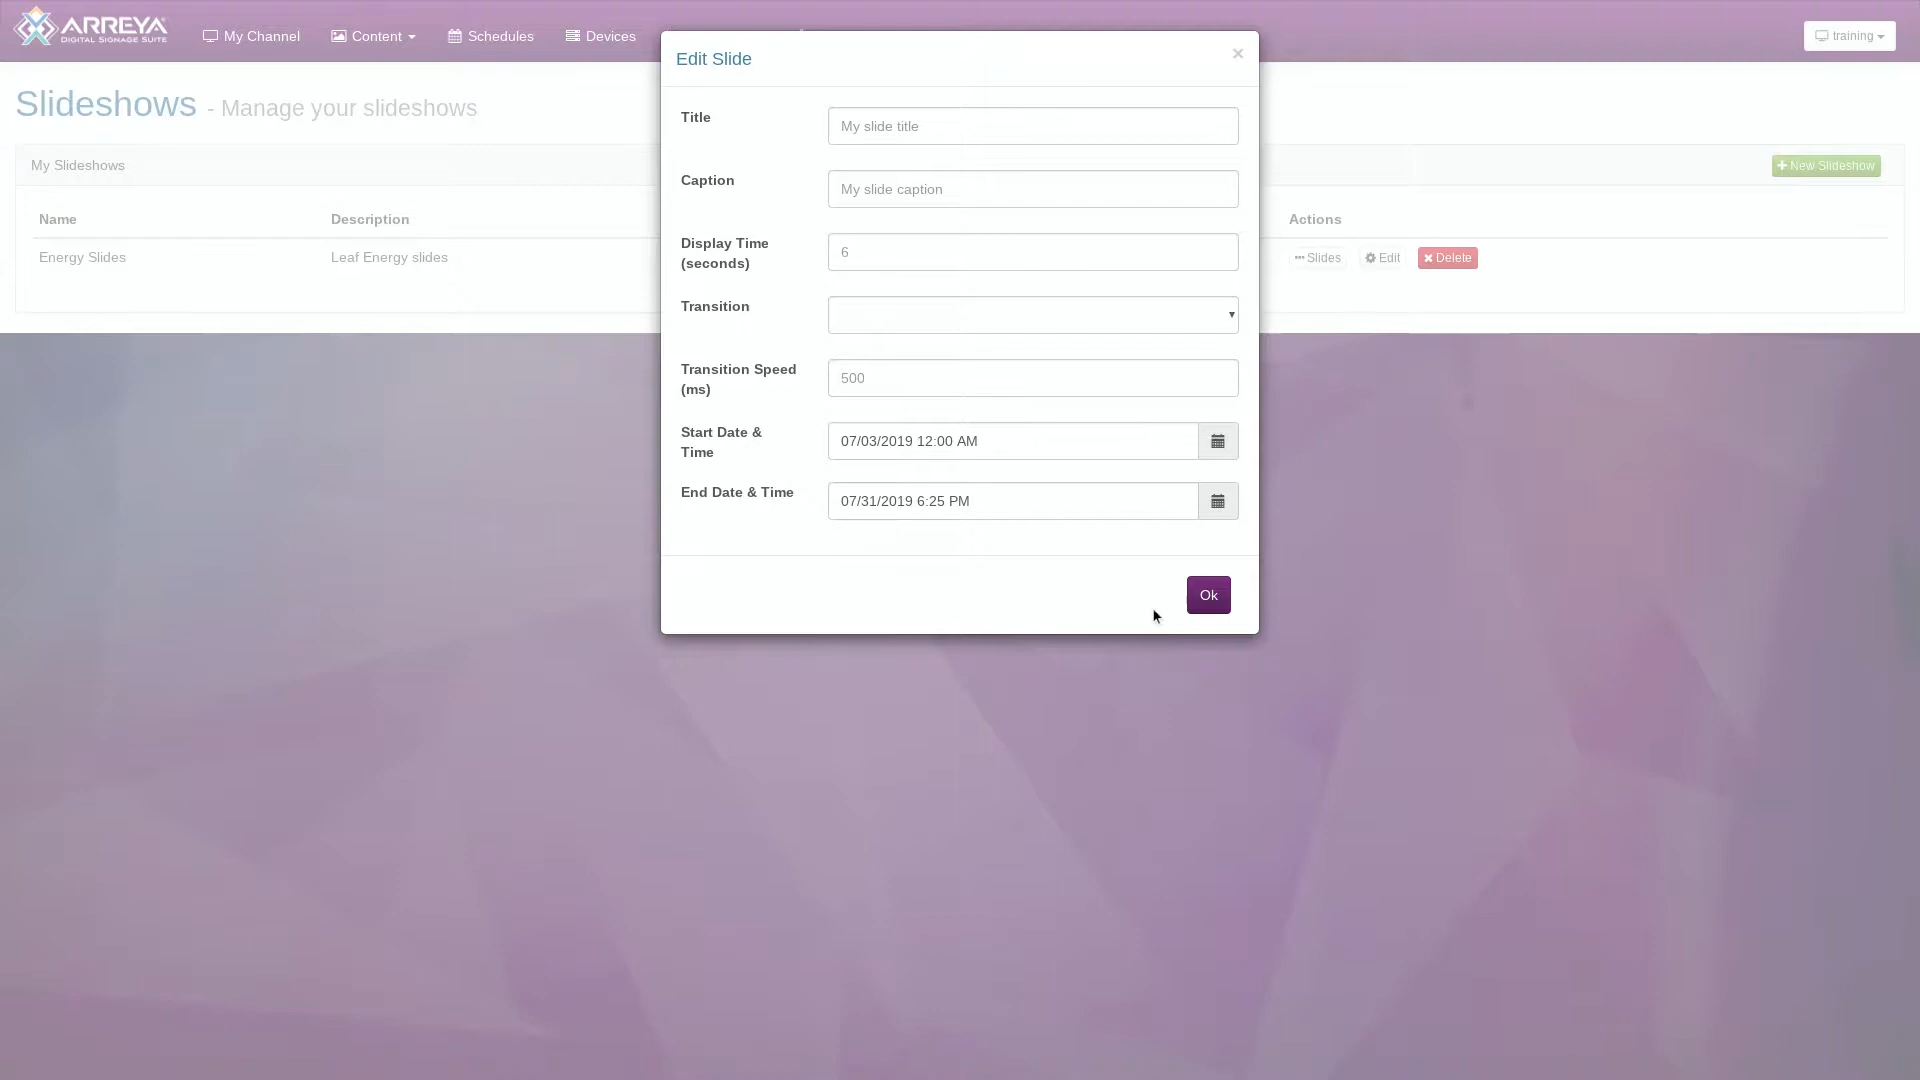 ARREYA
DIGITAL SIGNAGE SUITE
My Channel
Content
Schedules
Devices
training
Slideshows - Manage your slideshows
My Slideshows
New Slideshow
Name
Description
Actions
Energy Slides
Leaf Energy slides
Slides
Edit
Delete
Edit Slide
×
Title
My slide title
Caption
My slide caption
Display Time
(seconds)
6
Transition
Transition Speed
(ms)
500
Start Date &
Time
07/03/2019 12:00 AM
End Date & Time
07/31/2019 6:25 PM
Ok